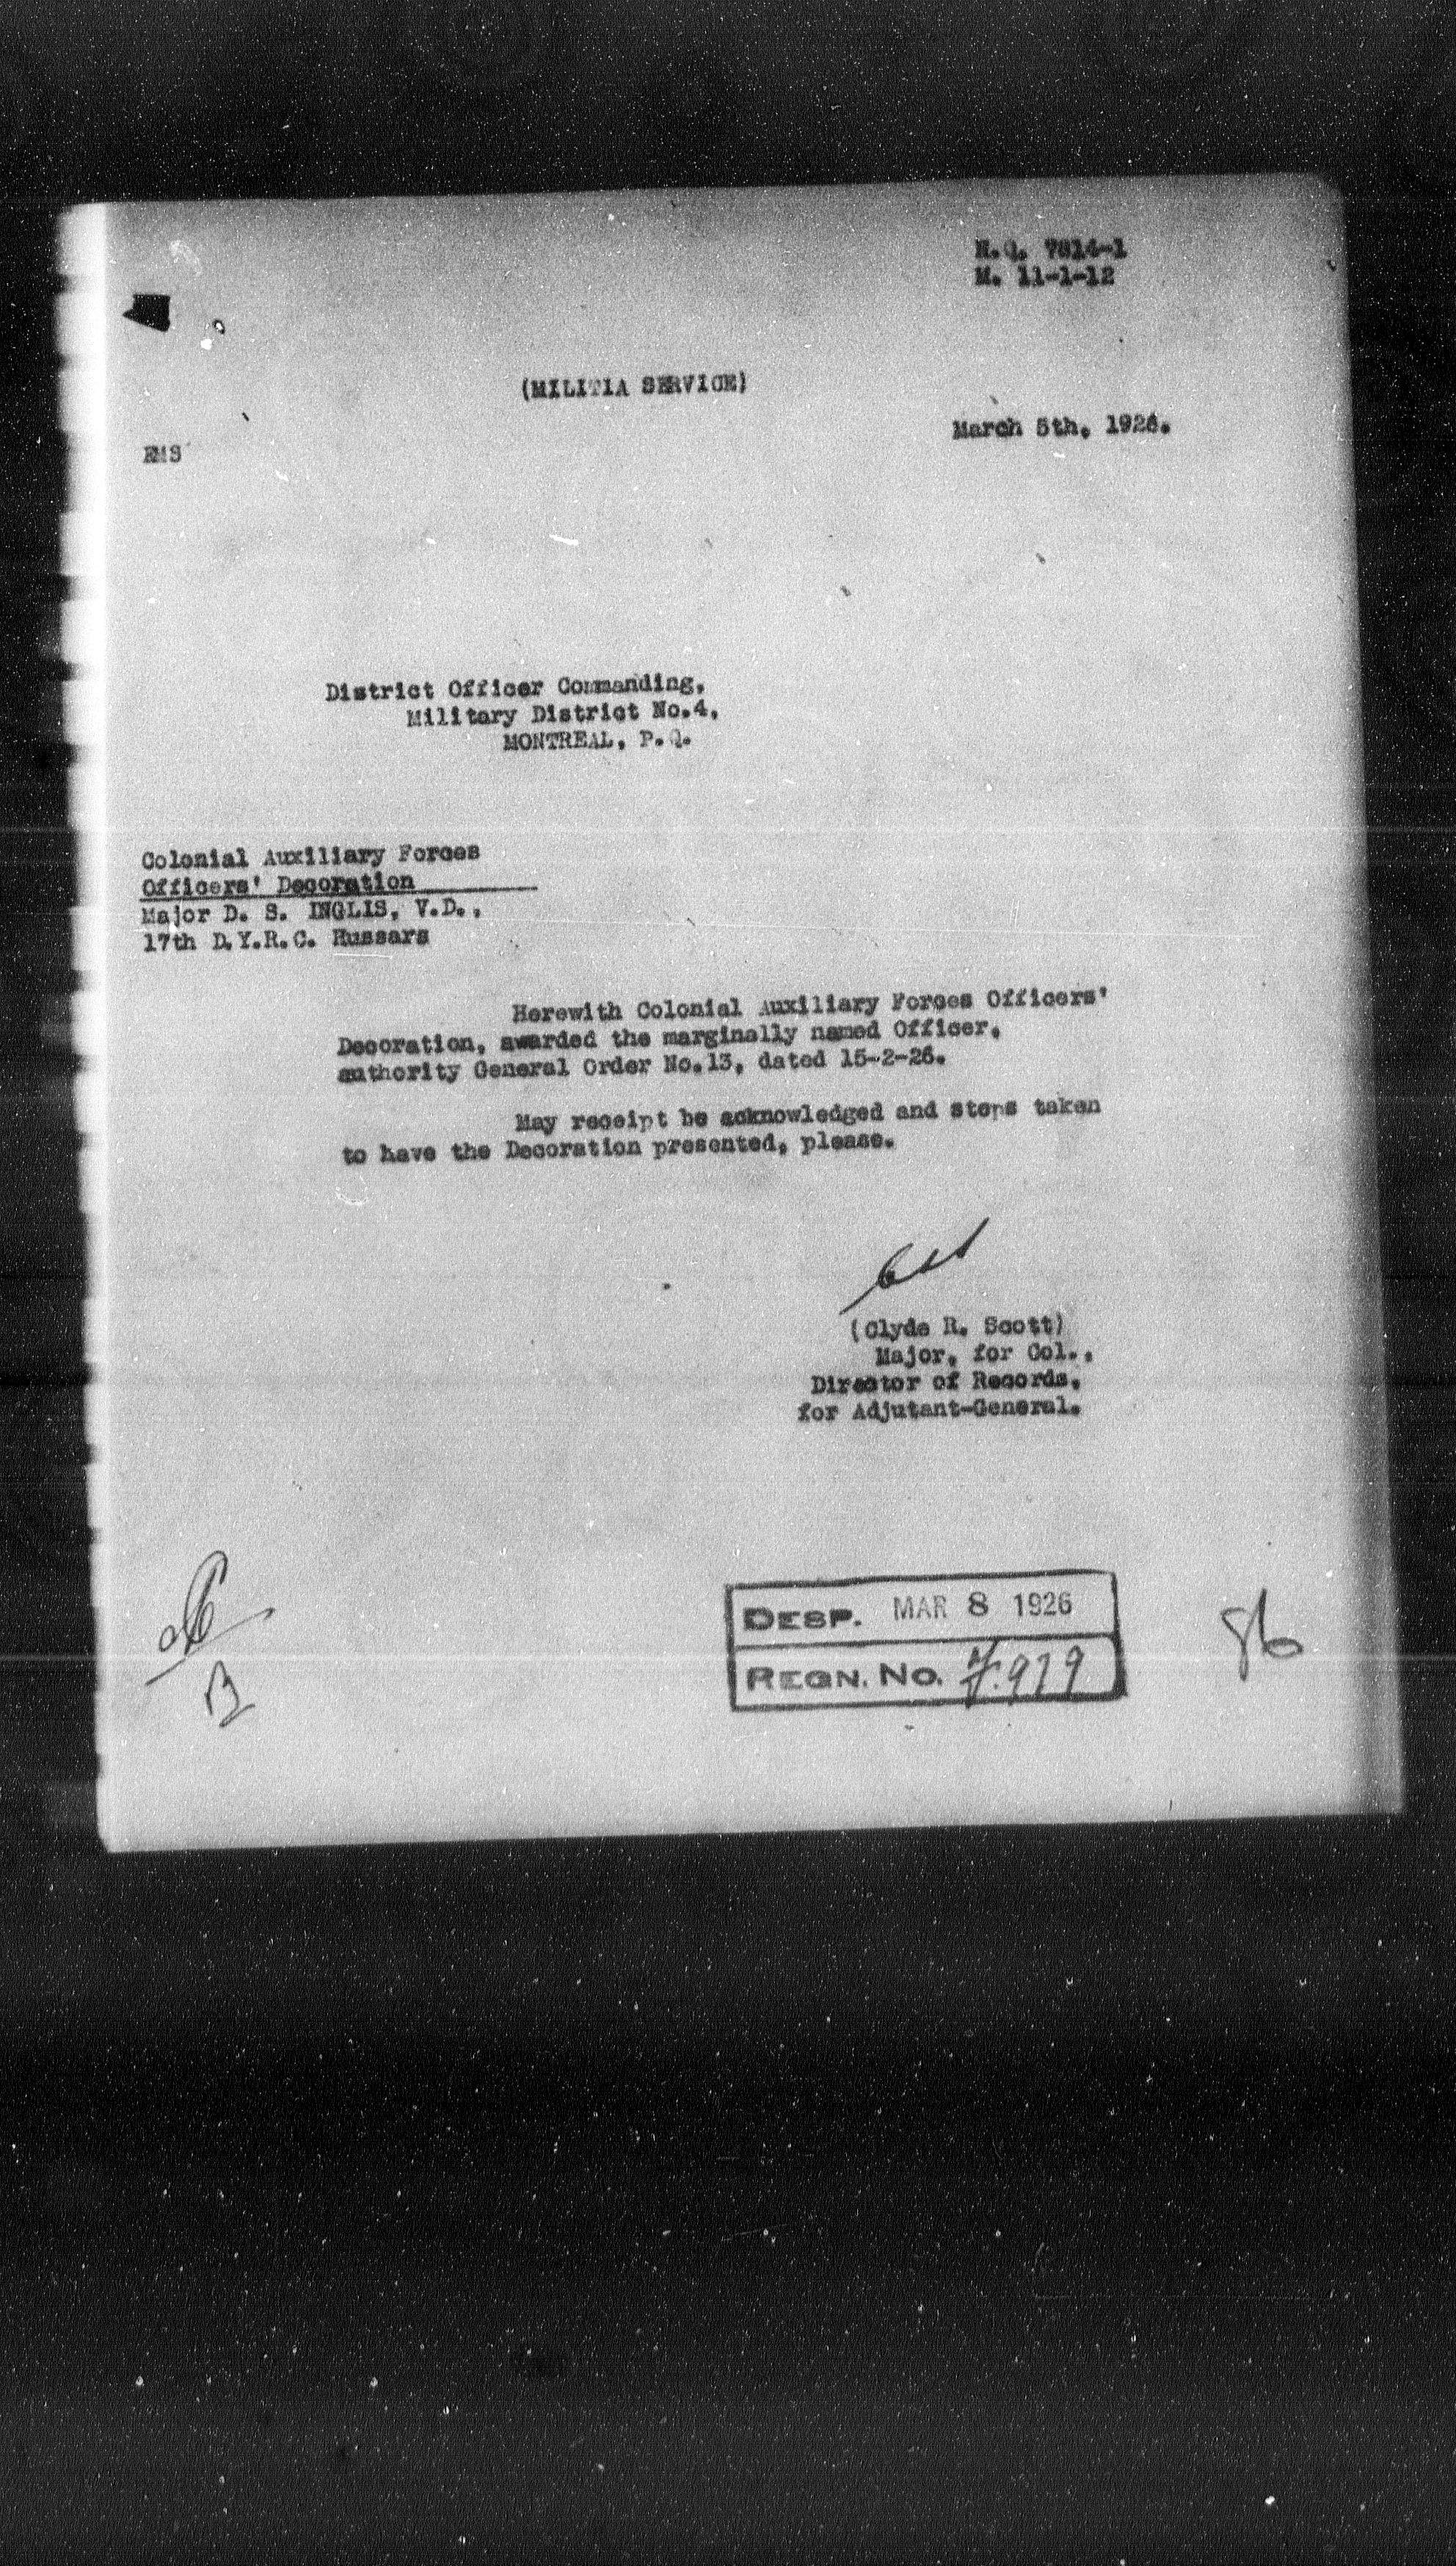 H.Q. 7814-1
M. 11-1-12
(MILITIA SERVICE)
March 5th, 1926.
EMS
District Officer Commanding,
Military District No.4,
MONTREAL, P.Q.
Colonial Auxiliary Forces
Officers' Decoration
Major D. S. INGLIS, V.D.,
17th D.Y.R.C. Hussars
Herewith Colonial Auxiliary Forces Officers'
Decoration, awarded the marginally named Officer,
authority General Order No.13, dated 15-2-26.
May receipt be acknowledged and steps taken
to have the Decoration presented, please.
(Clyde R. Scott)
Major, for Col.,
Director of Records,
for Adjutant-General.
DESP. MAR 8 1926
REGN. No. 7.979
86